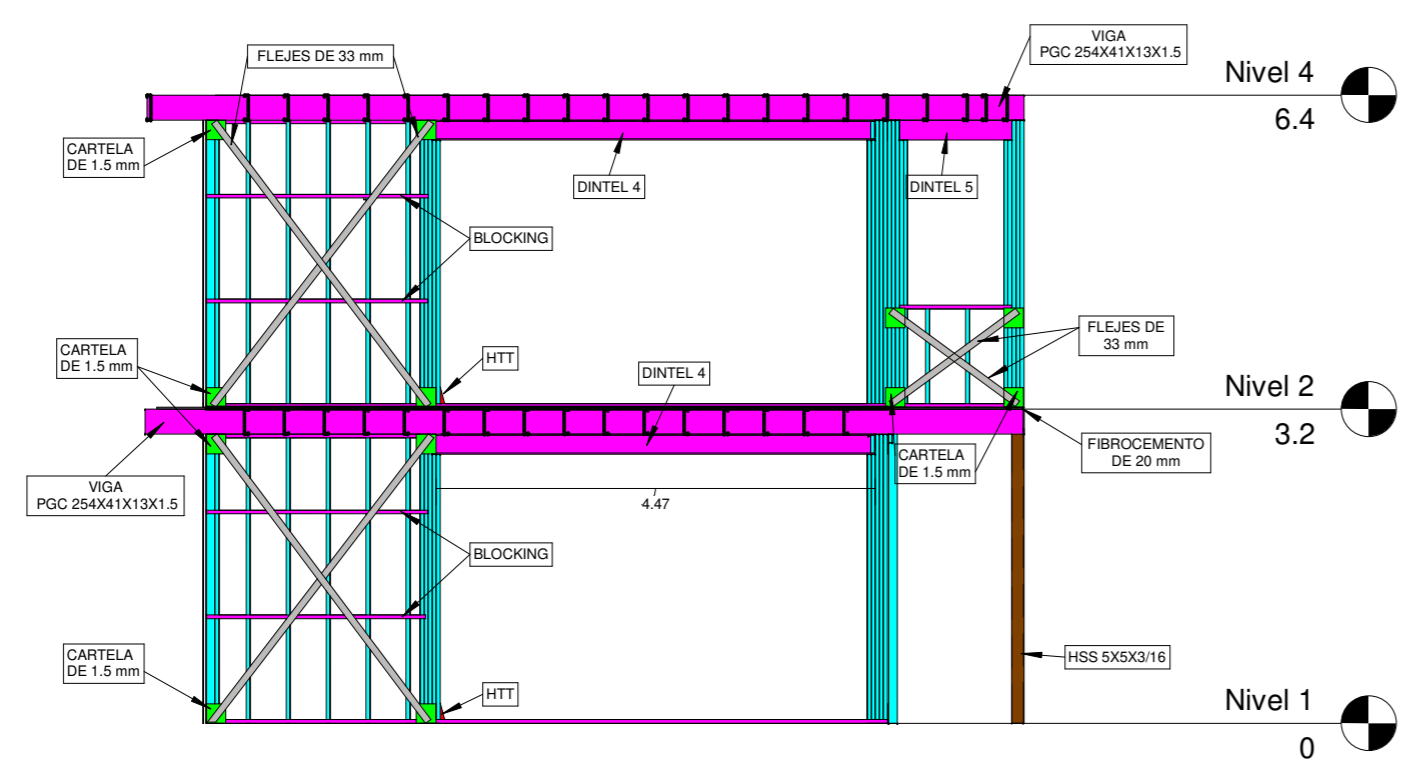 VIGA
PGC 254X41X13X1.5
FLEJES DE 33 mm
Nivel 4
6.4
CARTELA
DE 1.5 mm
DINTEL 4
DINTEL 5
BLOCKING
FLEJES DE
33 mm
CARTELA
DE 1.5 mm
HTT
DINTEL 4
Nivel 2
3.2
CARTELA
DE 1.5 mm
FIBROCEMENTO
DE 20 mm
VIGA
PGC 254X41X13X1.5
4.47
BLOCKING
CARTELA
DE 1.5 mm
HSS 5X5X3/16
HTT
Nivel 1
0